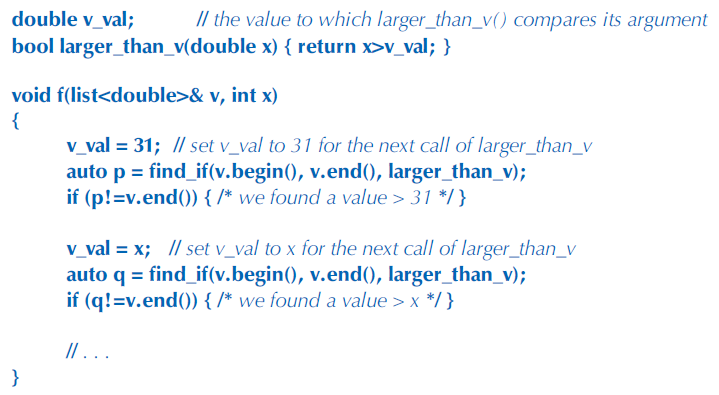 double v_val; // the value to which larger_than_v() compares its argument
bool larger_than_v(double x) { return x>v_val; }
void f(list<double>& v, int x)
{
v_val = 31; // set v_val to 31 for the next call of larger_than_v
auto p = find_if(v.begin(), v.end(), larger_than_v);
if (p!=v.end()) { /* we found a value > 31 */ }
v_val = x; // set v_val to x for the next call of larger_than_v
auto q = find_if(v.begin(), v.end(), larger_than_v);
if (q!=v.end()) { /* we found a value > x */ }
// . . .
}